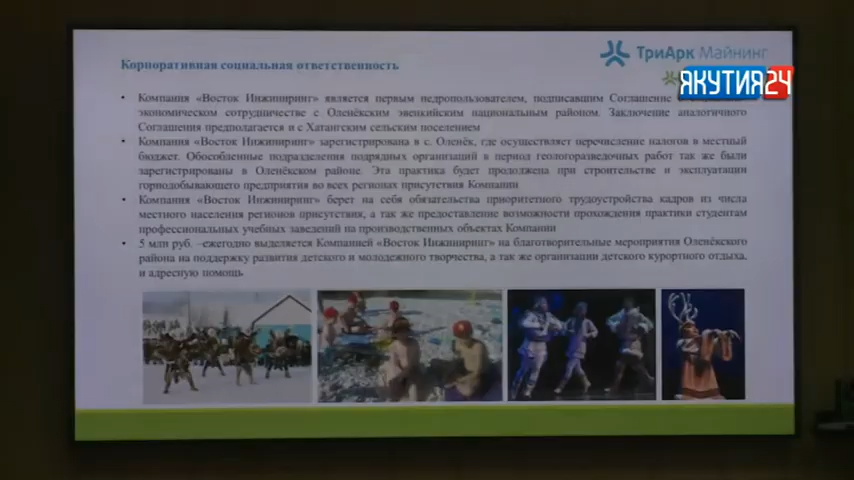 ТриАрк Майнинг
ЯКУТИЯ24
Корпоративная социальная ответственность
• Компания «Восток Инжиниринг» является первым недропользователем, подписавшим Соглашение
экономическом сотрудничестве с Оленёкским эвенкийским национальным районом. Заключение аналогичного
Соглашения предполагается и с Хатангским сельским поселением
• Компания «Восток Инжиниринг» зарегистрирована в с. Оленёк, где осуществляет перечисление налогов в местный
бюджет. Обособленные подразделения подрядных организаций в период геологоразведочных работ так же были
зарегистрированы в Оленёкском районе. Эта практика будет продолжена при строительстве и эксплуатации
горнодобывающего предприятия во всех регионах присутствия Компании
• Компания «Восток Инжиниринг» берет на себя обязательства приоритетного трудоустройства кадров из числа
местного населения регионов присутствия, а так же предоставление возможности прохождения практики студентам
профессиональных учебных заведений на производственных объектах Компании
• 5 млн руб. –ежегодно выделяется Компанией «Восток Инжиниринг» на благотворительные мероприятия Оленёкского
района на поддержку развития детского и молодежного творчества, а так же организации детского курортного отдыха,
и адресную помощь